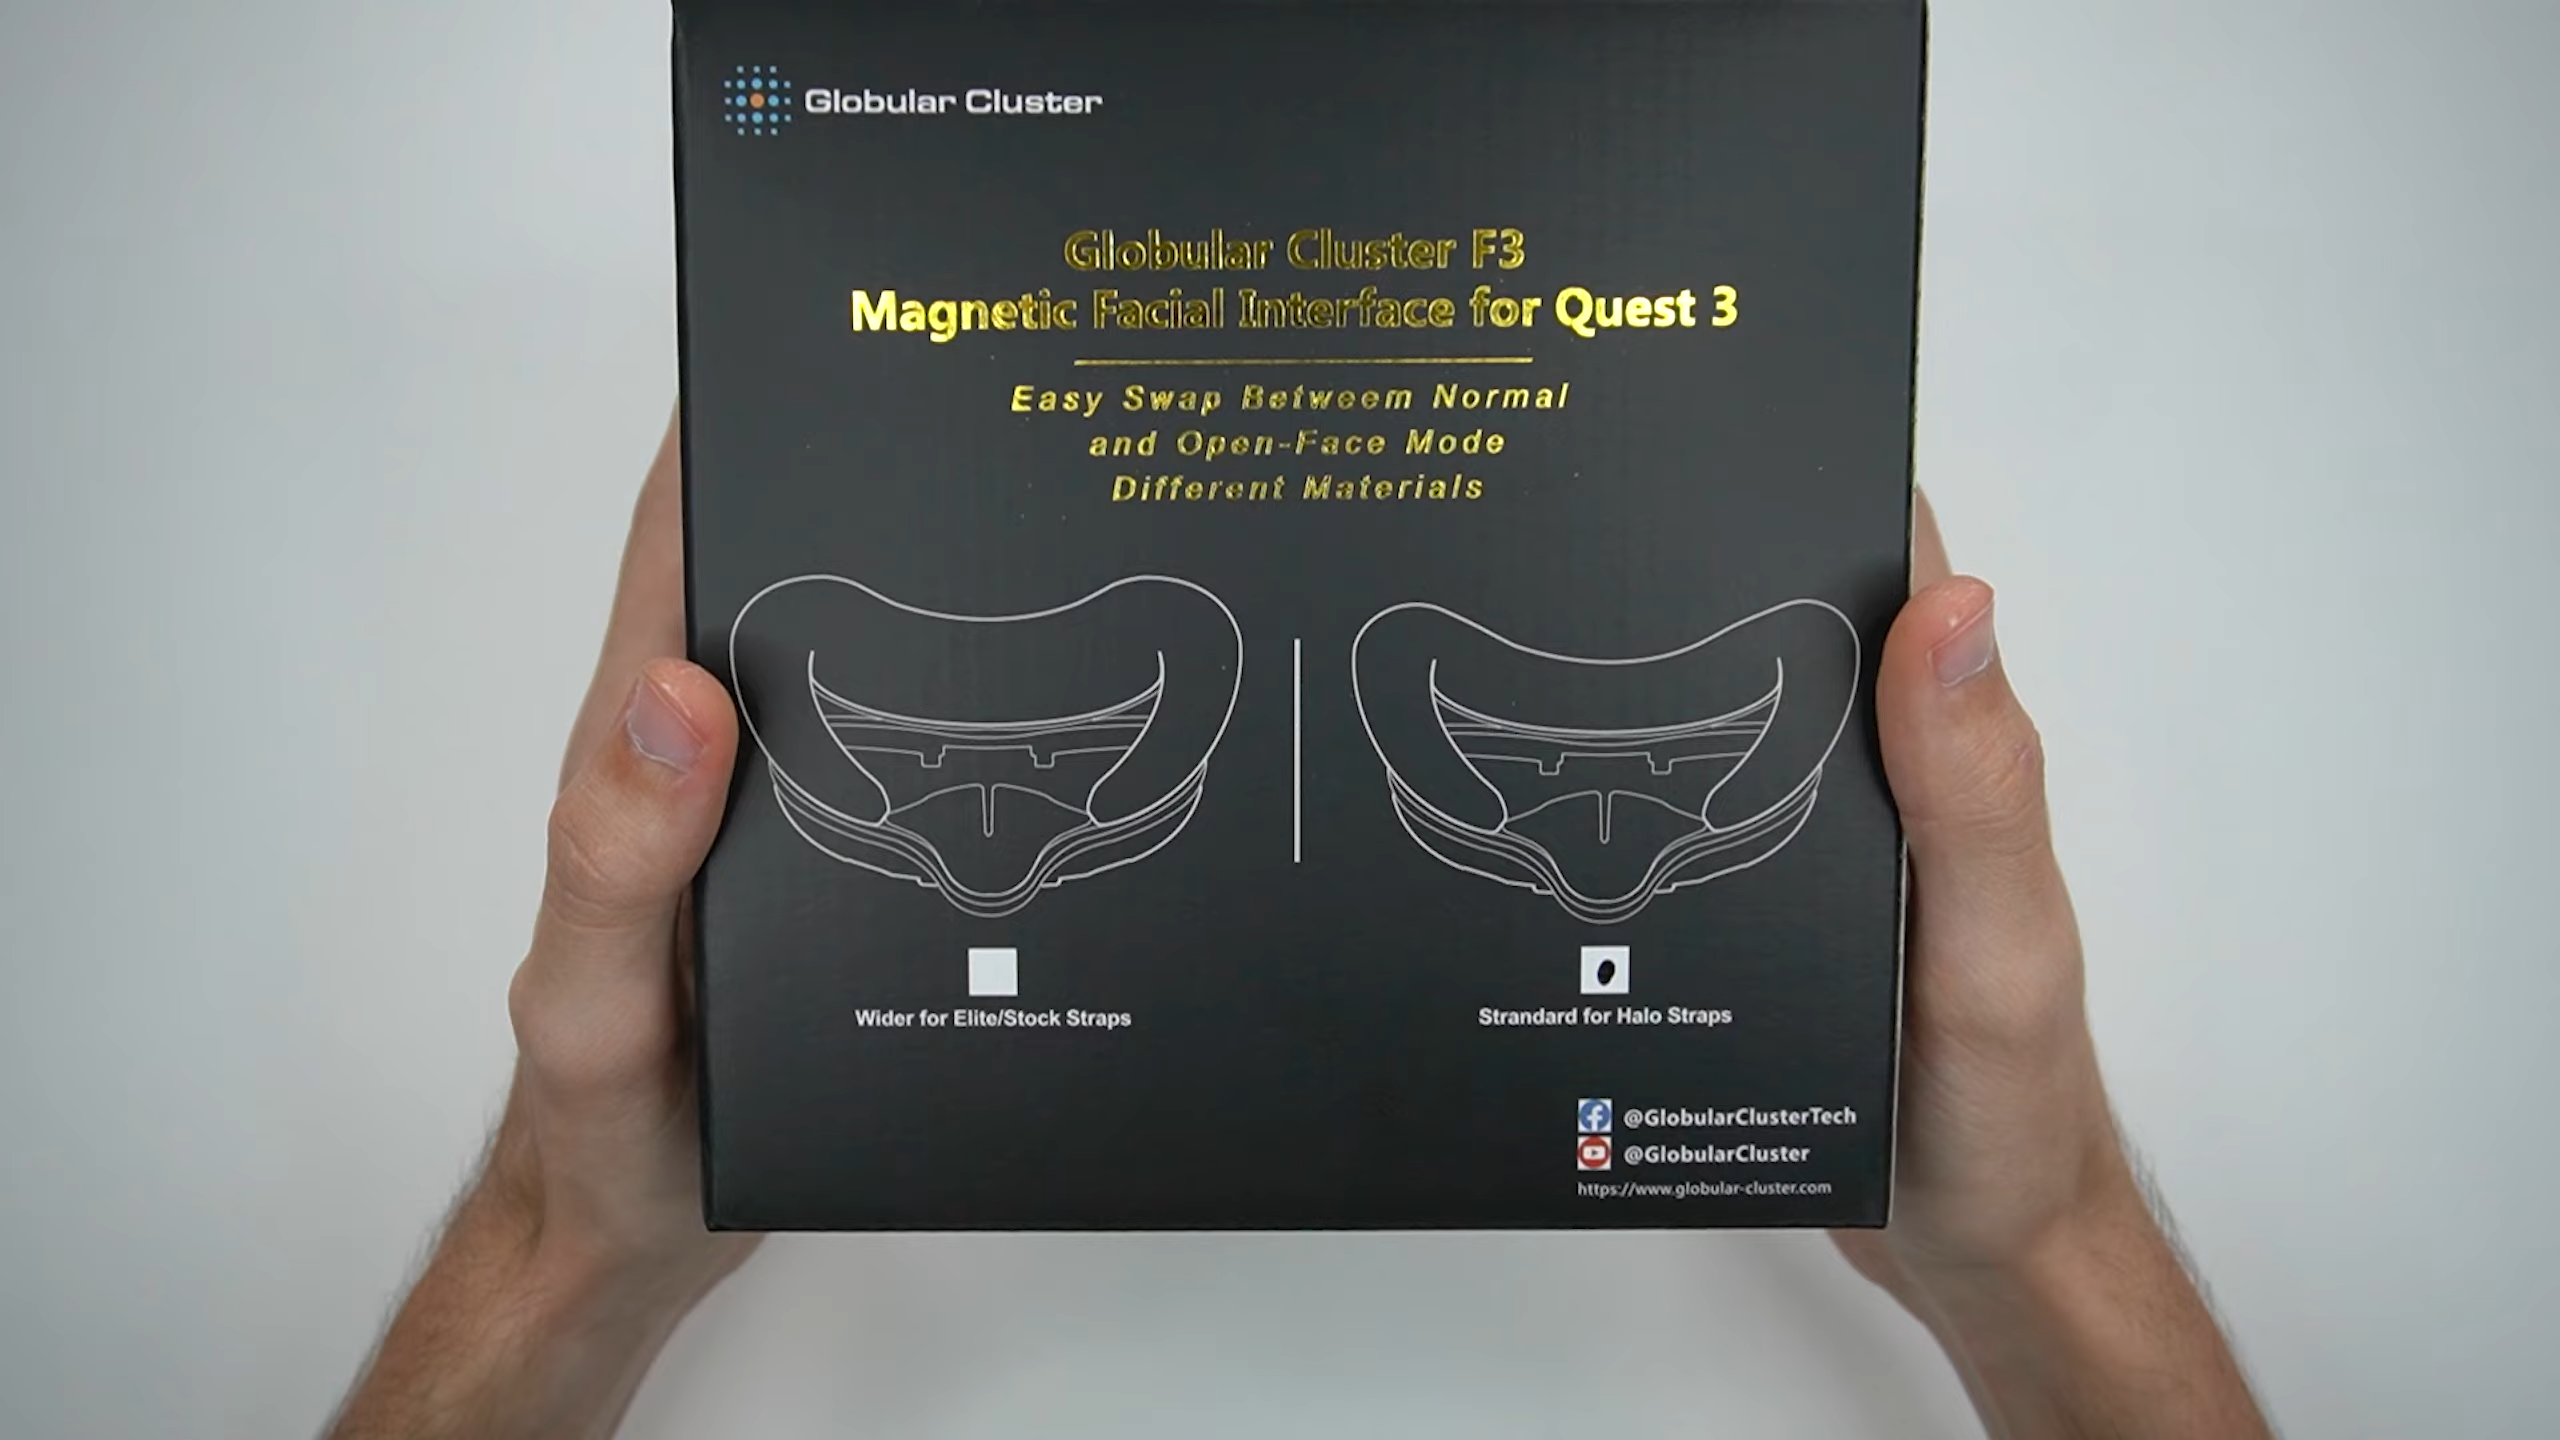 Globular Cluster
Globular Cluster F3
Magnetic Facial Interface for Quest 3
Easy Swap Betweem Normal
and Open-Face Mode
Different Materials
Wider for Elite/Stock Straps
Strandard for Halo Straps
@GlobularClusterTech
@GlobularCluster
https://www.globular-cluster.com